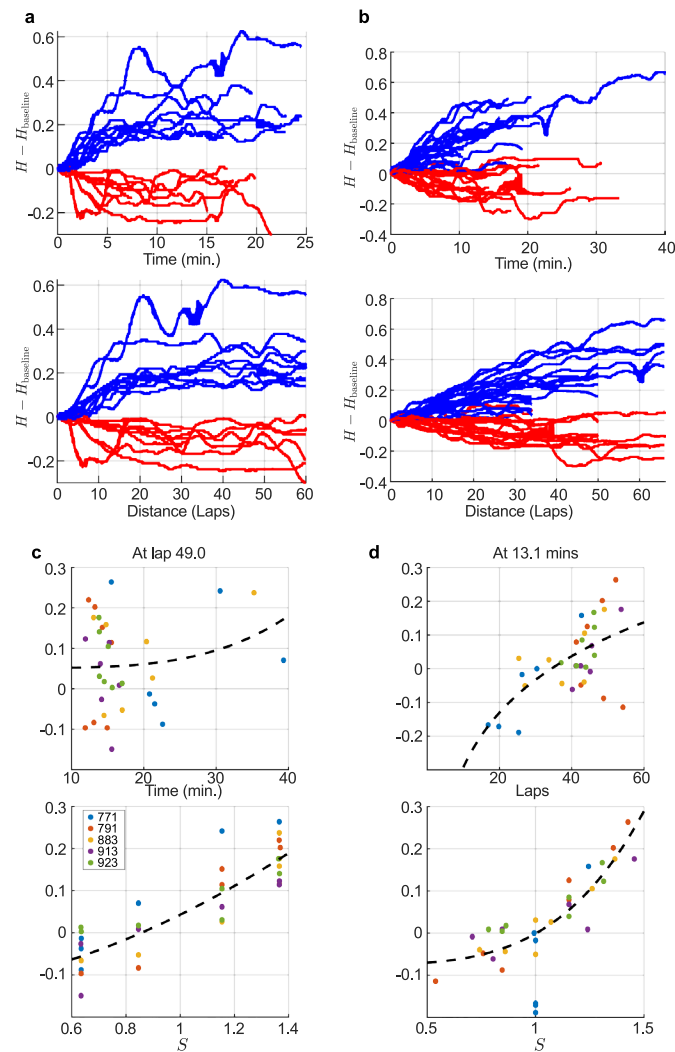 a
b
H − H_baseline
0.6
0.4
0.2
0
-0.2
0 5 10 15 20 25
Time (min.)
H − H_baseline
0.8
0.6
0.4
0.2
0
-0.2
-0.4
0 10 20 30 40
Time (min.)
H − H_baseline
0.6
0.4
0.2
0
-0.2
0 10 20 30 40 50 60
Distance (Laps)
H − H_baseline
0.8
0.6
0.4
0.2
0
-0.2
-0.4
0 10 20 30 40 50 60
Distance (Laps)
c
At lap 49.0
0.3
0.2
0.1
0
-0.1
10 20 30 40
Time (min.)
d
At 13.1 mins
0.3
0.2
0.1
0
-0.1
-0.2
0 20 40 60
Laps
0.3
0.2
0.1
0
-0.1
771
791
883
913
923
0.6 0.8 1 1.2 1.4
S
0.3
0.2
0.1
0
-0.1
0.5 1 1.5
S